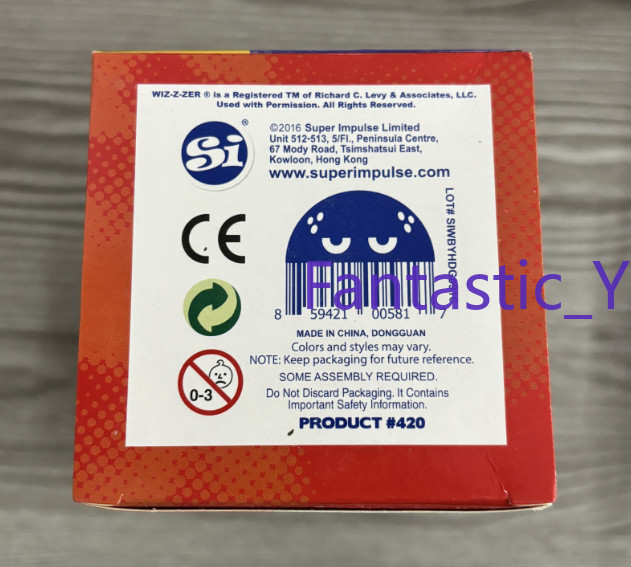 WIZ-Z-ZER ® is a Registered TM of Richard C. Levy & Associates, LLC.
Used with Permission. All Rights Reserved.
Si ®
©2016 Super Impulse Limited
Unit 512-513, 5/Fl., Peninsula Centre,
67 Mody Road, Tsimshatsui East,
Kowloon, Hong Kong
www.superimpulse.com
CE
LOT#
Fantastic_Y
8 59421 00581 7
MADE IN CHINA, DONGGUAN
Colors and styles may vary.
NOTE: Keep packaging for future reference.
0-3
SOME ASSEMBLY REQUIRED.
Do Not Discard Packaging. It Contains
Important Safety Information.
PRODUCT #420